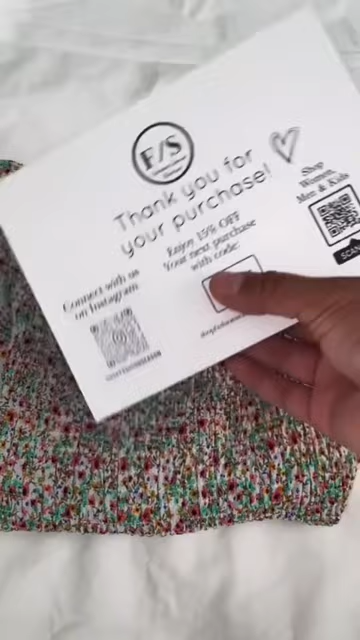 F/S
Thank you for
your purchase!
Enjoy 15% OFF
Your next purchase
with code:
Connect with us
on Instagram
Shop
Women,
Men & Kids
SCAN